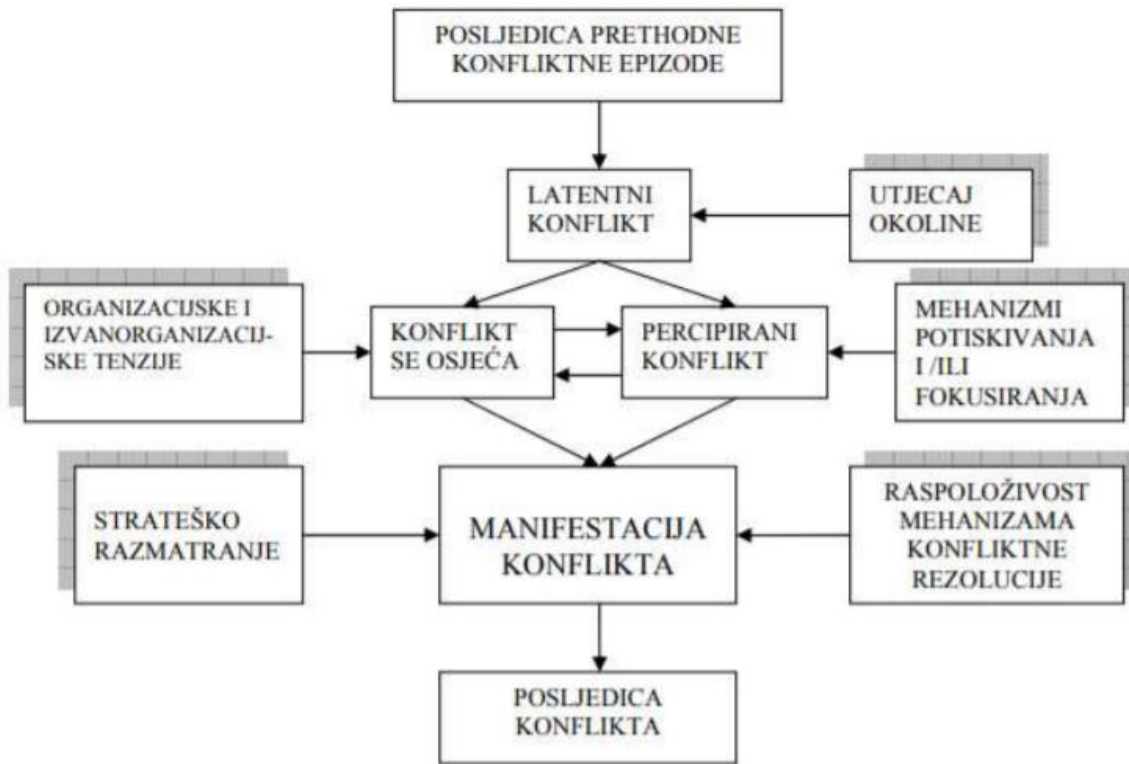 POSLJEDICA PRETHODNE
KONFLIKTNE EPIZODE
LATENTNI
KONFLIKT
UTJECAJ
OKOLINE
ORGANIZACIJSKE I
IZVANORGANIZACIJ-
SKE TENZIJE
KONFLIKT
SE OSJEĆA
PERCIPIRANI
KONFLIKT
MEHANIZMI
POTISKIVANJA
I /ILI
FOKUSIRANJA
STRATEŠKO
RAZMATRANJE
MANIFESTACIJA
KONFLIKTA
RASPOLOŽIVOST
MEHANIZAMA
KONFLIKTNE
REZOLUCIJE
POSLJEDICA
KONFLIKTA